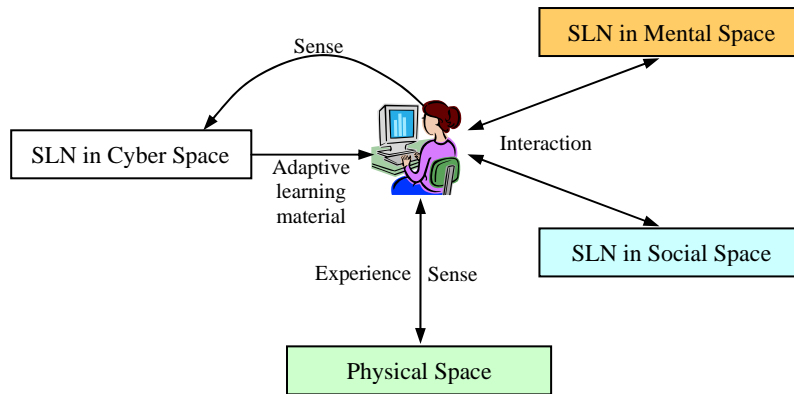 SLN in Mental Space
Sense
Interaction
SLN in Cyber Space
Adaptive
learning
material
SLN in Social Space
Experience
Sense
Physical Space